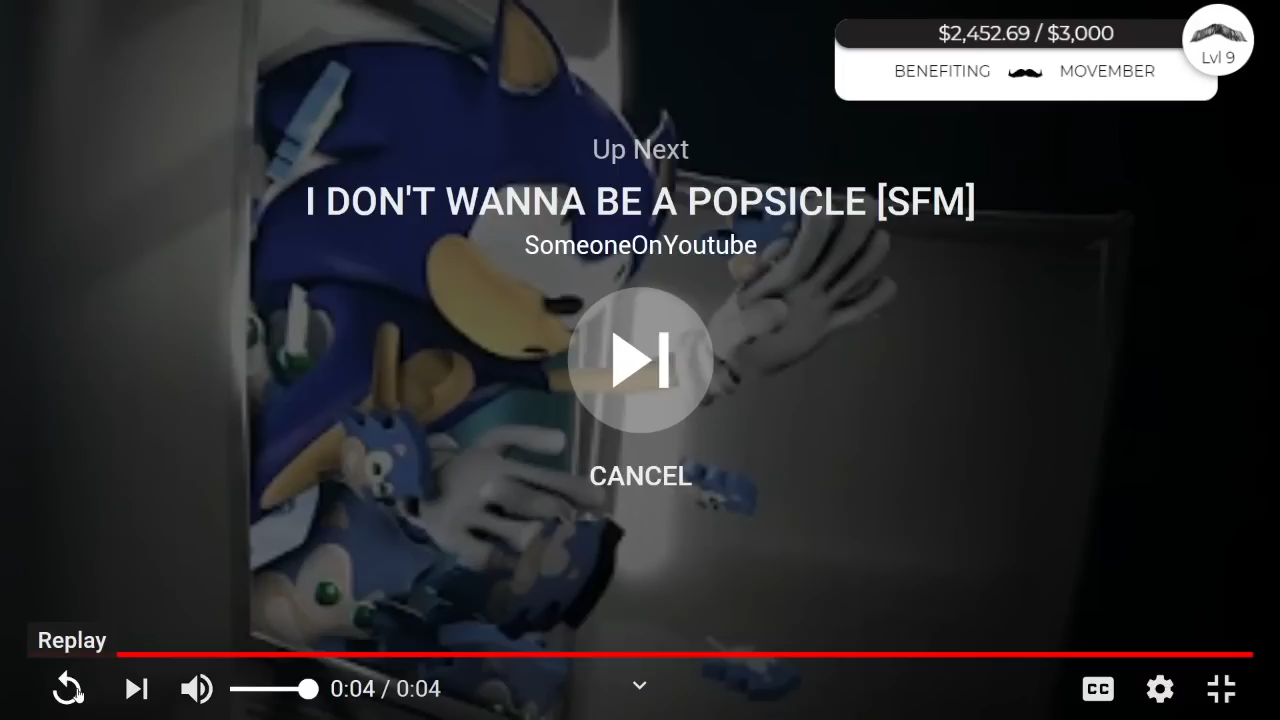 $2,452.69 / $3,000
Lvl 9
BENEFITING MOVEMBER
Up Next
I DON'T WANNA BE A POPSICLE [SFM]
SomeoneOnYoutube
CANCEL
Replay
0:04 / 0:04
CC